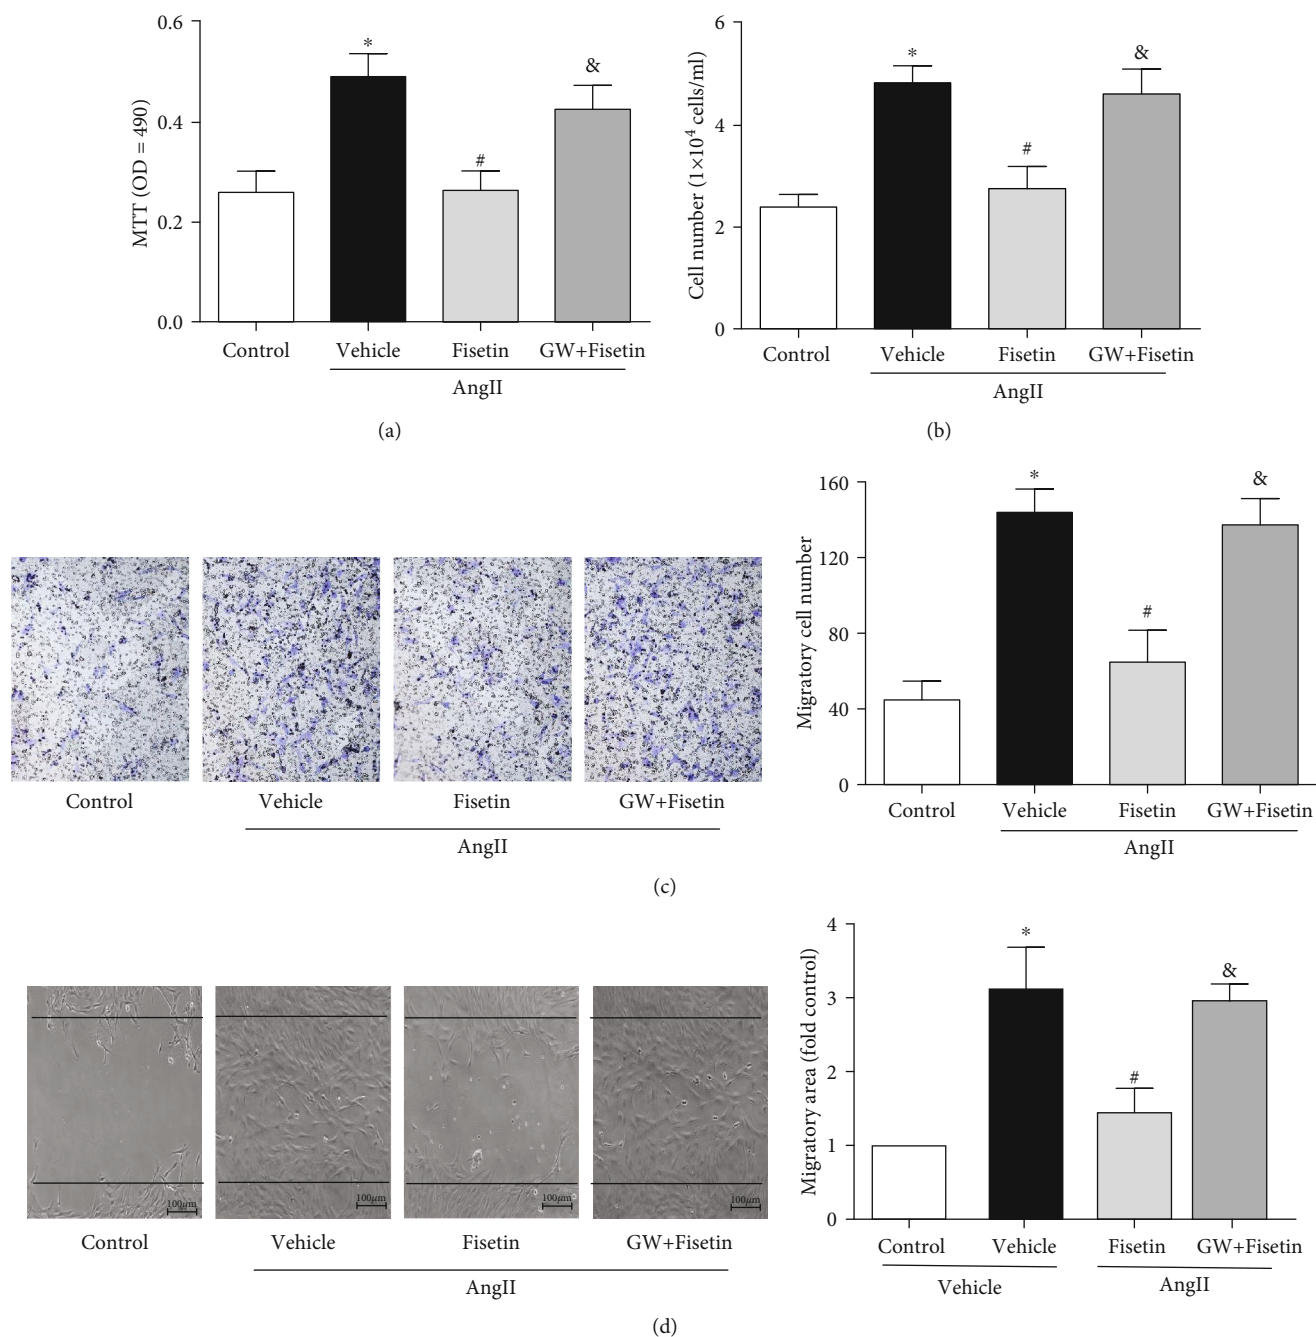 0.6
0.4
0.2
0.0
MTT (OD = 490)
*
#
&
Control
Vehicle
Fisetin
GW+Fisetin
AngII
(a)
6
4
2
0
Cell number (1×10⁴ cells/ml)
*
#
&
Control
Vehicle
Fisetin
GW+Fisetin
AngII
(b)
Control
Vehicle
Fisetin
GW+Fisetin
AngII
160
120
80
40
0
Migratory cell number
*
#
&
Control
Vehicle
Fisetin
GW+Fisetin
AngII
(c)
100μm
100μm
100μm
100μm
Control
Vehicle
Fisetin
GW+Fisetin
AngII
4
3
2
1
0
Migratory area (fold control)
*
#
&
Control
Vehicle
Fisetin
GW+Fisetin
Vehicle
AngII
(d)